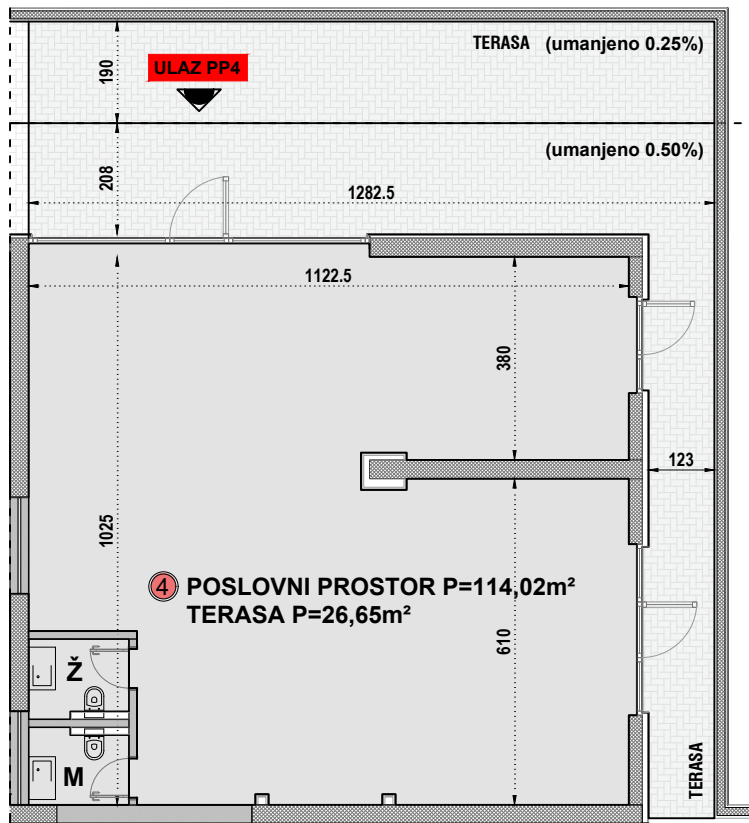 TERASA (umanjeno 0.25%)
190
ULAZ PP4
(umanjeno 0.50%)
208
1282.5
1122.5
380
123
1025
4 POSLOVNI PROSTOR P=114,02m²
TERASA P=26,65m²
610
Ž
M
TERASA